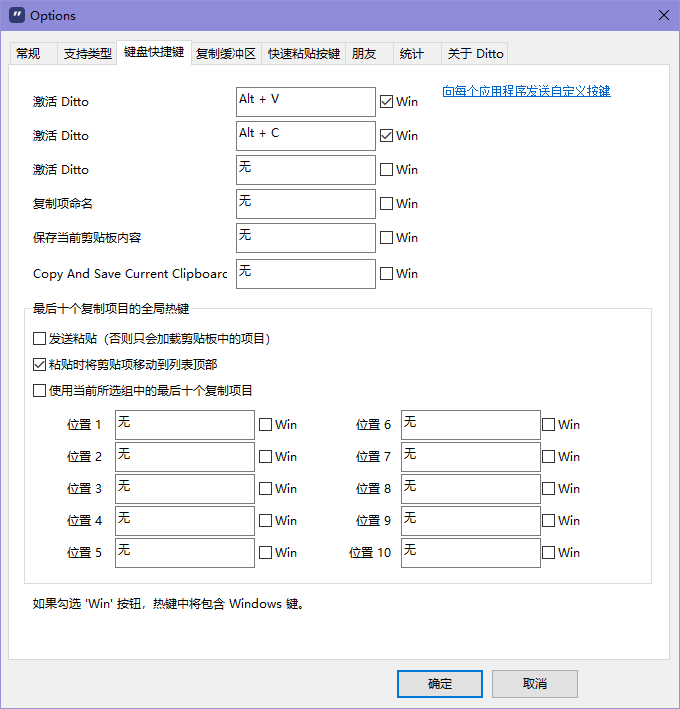 Options
常规 支持类型 键盘快捷键 复制缓冲区 快速粘贴按键 朋友 统计 关于 Ditto
激活 Ditto Alt + V Win 向每个应用程序发送自定义按键
激活 Ditto Alt + C Win
激活 Ditto 无 Win
复制项命名 无 Win
保存当前剪贴板内容 无 Win
Copy And Save Current Clipboard 无 Win
最后十个复制项目的全局热键
发送粘贴（否则只会加载剪贴板中的项目）
粘贴时将剪贴项移动到列表顶部
使用当前所选组中的最后十个复制项目
位置 1 无 Win 位置 6 无 Win
位置 2 无 Win 位置 7 无 Win
位置 3 无 Win 位置 8 无 Win
位置 4 无 Win 位置 9 无 Win
位置 5 无 Win 位置 10 无 Win
如果勾选 'Win' 按钮，热键中将包含 Windows 键。
确定 取消